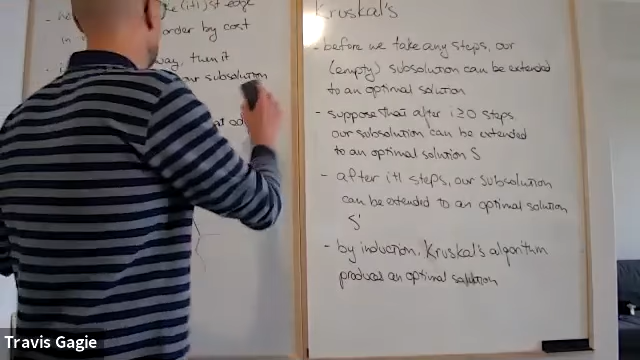 (i+1)st edge
in order by cost
way, then it
our subsolution
Kruskal's
- before we take any steps, our
(empty) subsolution can be extended
to an optimal solution
- suppose that after i ≥ 0 steps
our subsolution can be extended
to an optimal solution S
- after i+1 steps, our subsolution
can be extended to an optimal solution
S'
- by induction, Kruskal's algorithm
produces an optimal solution
Travis Gagie